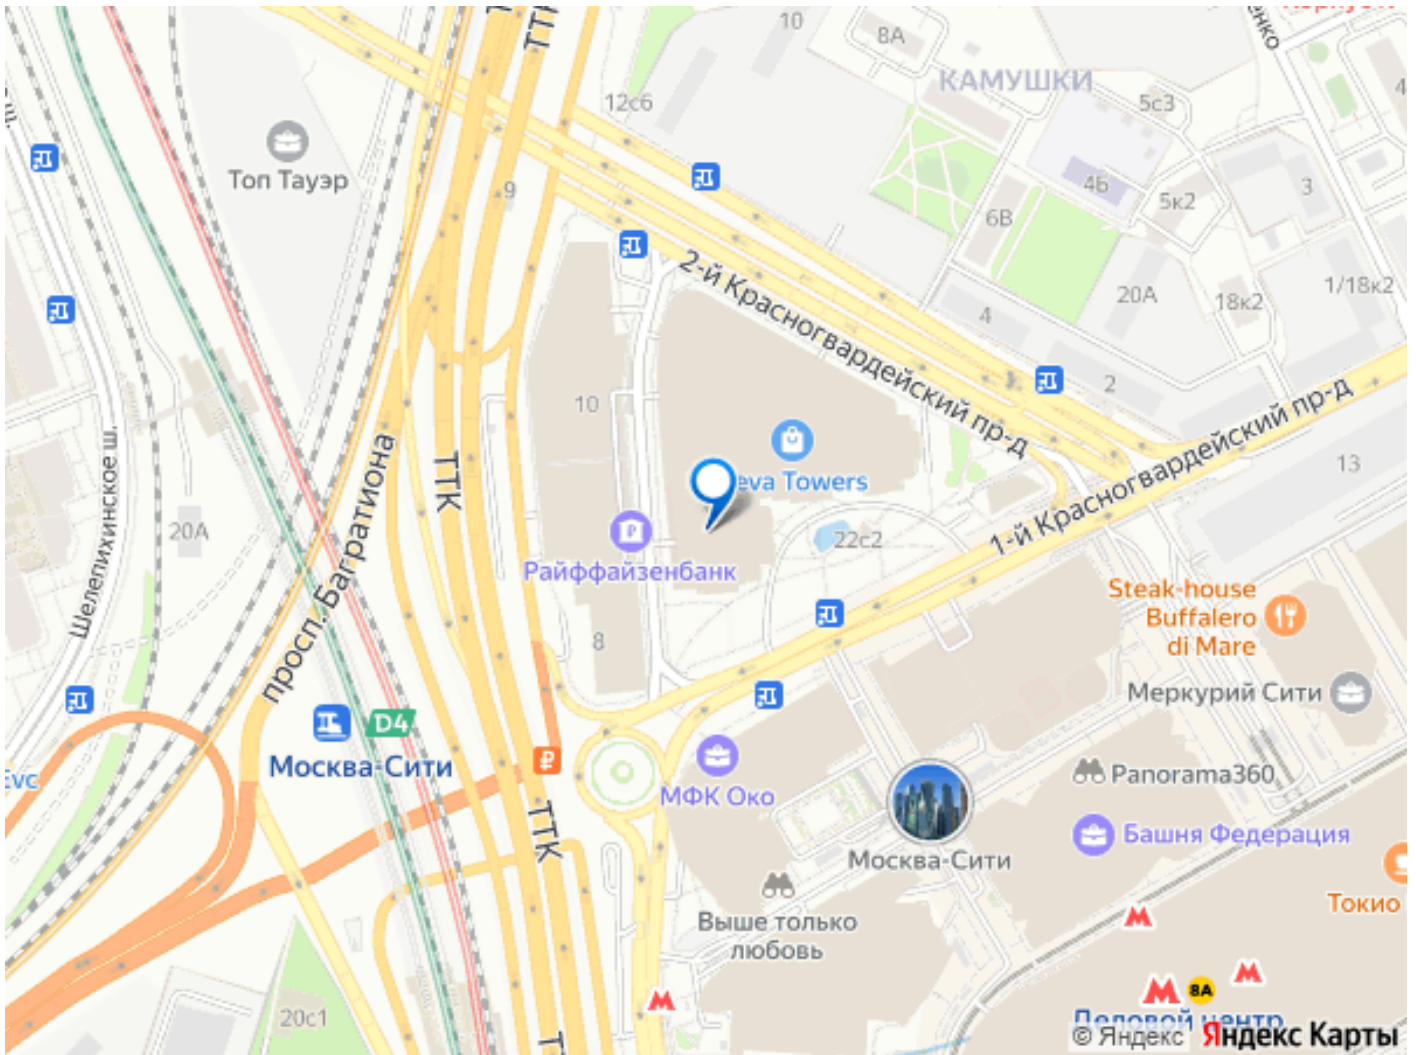 10
8А
КАМУШКИ
12с6
5с3
ТТК
Топ Тауэр
9
4Б
5к2
3
6В
2-й Красногвардейский пр-д
20А
18к2
1/18к2
4
2
10
eva Towers
1-й Красногвардейский пр-д
13
ТТК
просп. Багратиона
Шелепихинское ш.
20А
22с2
Райффайзенбанк
Steak-house
Buffalero
di Mare
8
Меркурий Сити
D4
Москва-Сити
Panorama360
МФК Око
ТТК
Башня Федерация
Москва-Сити
Выше только
любовь
Токио
8А
20с1
Деловой центр
© Яндекс Яндекс Карты